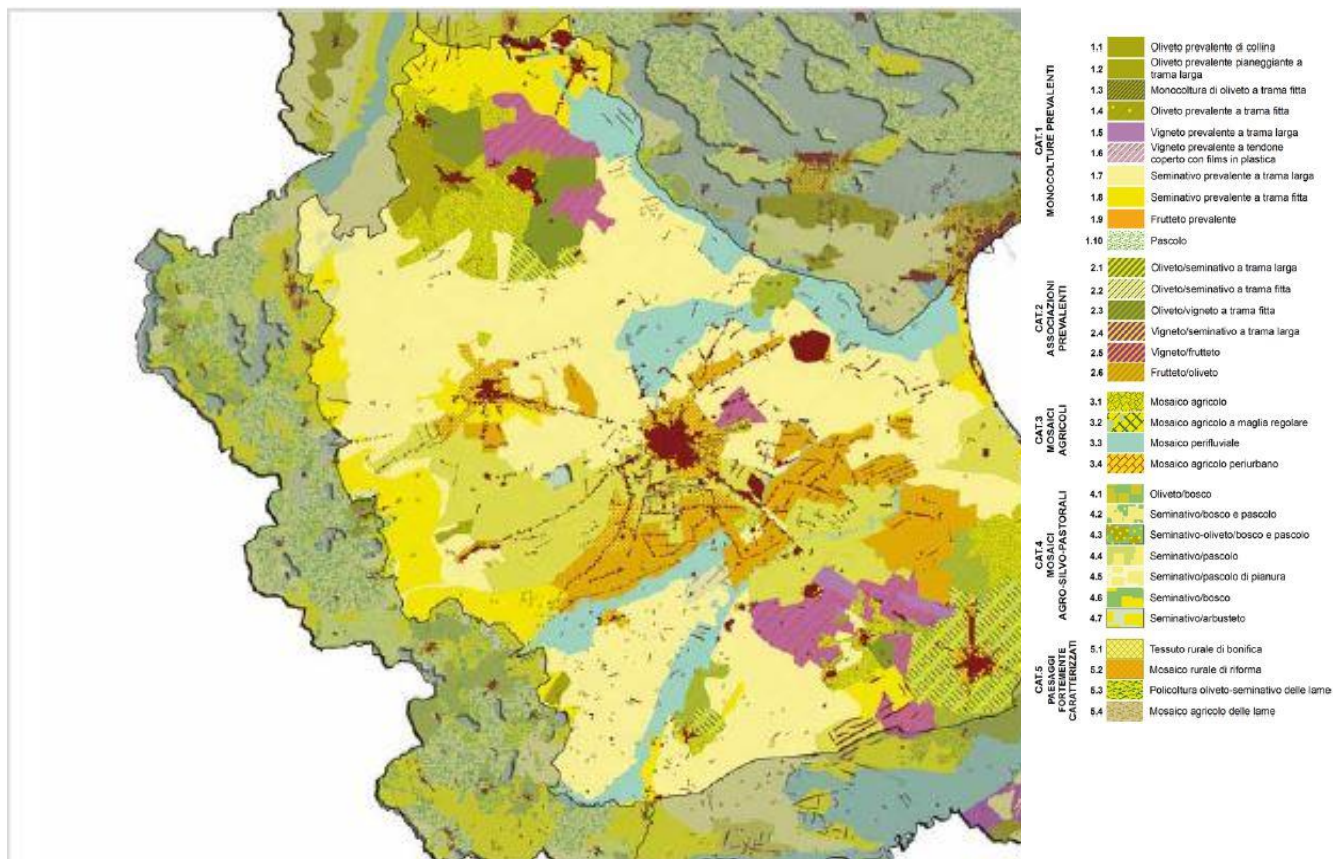 CAT.1
MONOCOLTURE PREVALENTI
1.1 Oliveto prevalente di collina
1.2 Oliveto prevalente pianeggiante a
trama larga
1.3 Monocoltura di oliveto a trama fitta
1.4 Oliveto prevalente a trama fitta
1.5 Vigneto prevalente a trama larga
1.6 Vigneto prevalente a tendone
coperto con films in plastica
1.7 Seminativo prevalente a trama larga
1.8 Seminativo prevalente a trama fitta
1.9 Frutteto prevalente
1.10 Pascolo
CAT.2
ASSOCIAZIONI
PREVALENTI
2.1 Oliveto/seminativo a trama larga
2.2 Oliveto/seminativo a trama fitta
2.3 Oliveto/vigneto a trama fitta
2.4 Vigneto/seminativo a trama larga
2.5 Vigneto/frutteto
2.6 Frutteto/oliveto
CAT.3
MOSAICI
AGRICOLI
3.1 Mosaico agricolo
3.2 Mosaico agricolo a maglia regolare
3.3 Mosaico perifluviale
3.4 Mosaico agricolo periurbano
CAT.4
MOSAICI
AGRO-SILVO-PASTORALI
4.1 Oliveto/bosco
4.2 Seminativo/bosco e pascolo
4.3 Seminativo-oliveto/bosco e pascolo
4.4 Seminativo/pascolo
4.5 Seminativo/pascolo di pianura
4.6 Seminativo/bosco
4.7 Seminativo/arbusteto
CAT.5
PAESAGGI
FORTEMENTE
CARATTERIZZATI
5.1 Tessuto rurale di bonifica
5.2 Mosaico rurale di riforma
5.3 Policoltura oliveto-seminativo delle lame
5.4 Mosaico agricolo delle lame